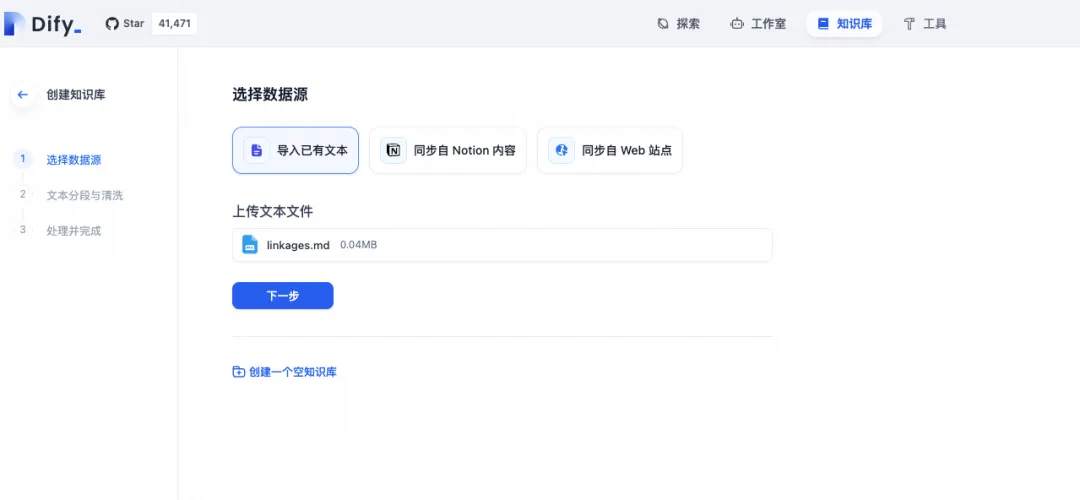 Dify_ Star 41,471 探索 工作室 知识库 工具
创建知识库
1 选择数据源
2 文本分段与清洗
3 处理并完成
选择数据源
导入已有文本 同步自 Notion 内容 同步自 Web 站点
上传文本文件
linkages.md 0.04MB
下一步
创建一个空知识库